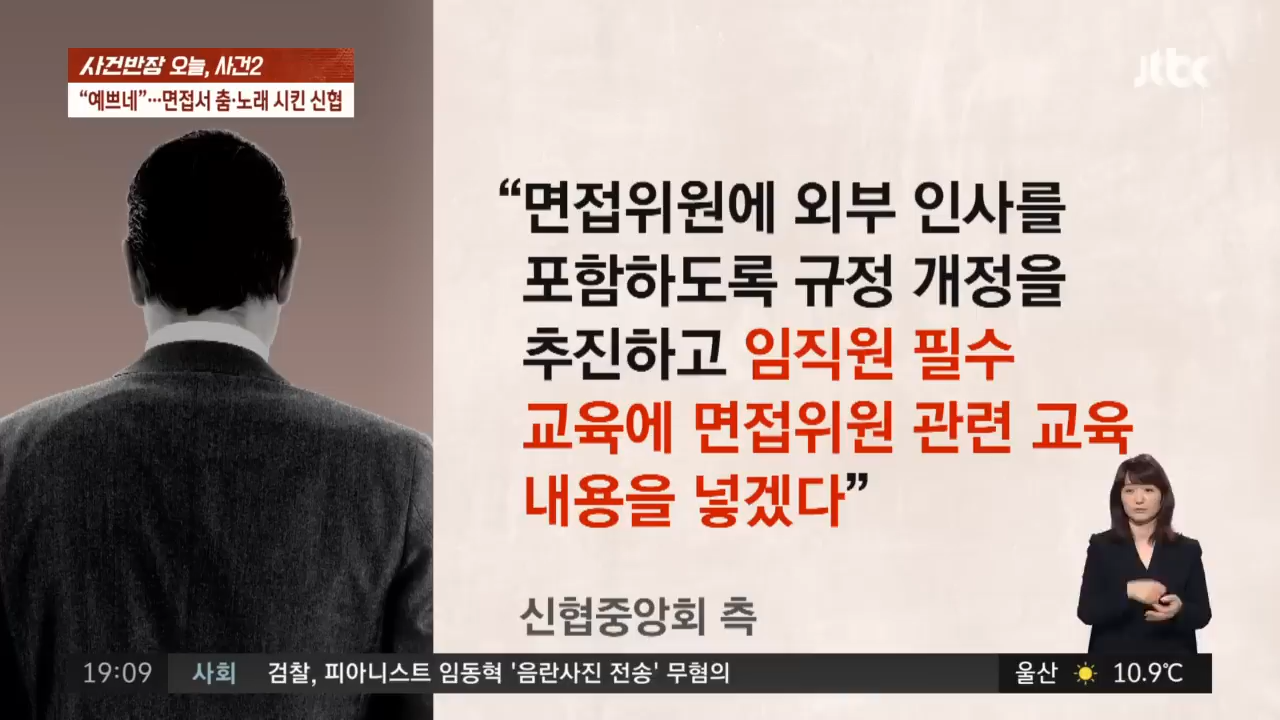 사건반장 오늘, 사건2
“예쁘네”…면접서 춤·노래 시킨 신협
jtbc
“면접위원에 외부 인사를
포함하도록 규정 개정을
추진하고 임직원 필수
교육에 면접위원 관련 교육
내용을 넣겠다”
신협중앙회 측
19:09 사회 검찰, 피아니스트 임동혁 '음란사진 전송' 무혐의 울산 10.9℃